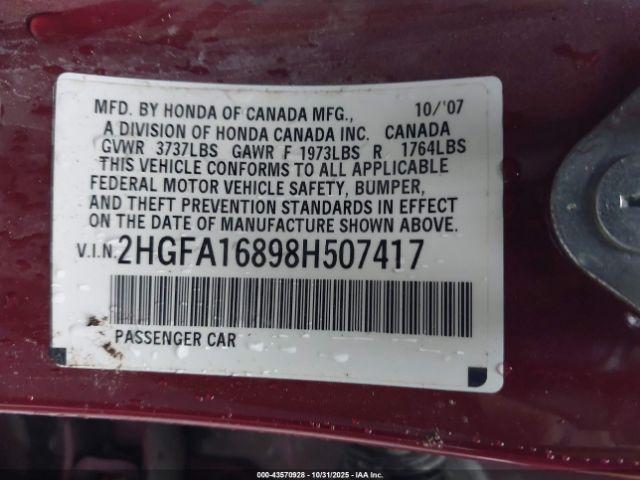 MFD. BY HONDA OF CANADA MFG., 10/'07
A DIVISION OF HONDA CANADA INC. CANADA
GVWR 3737LBS GAWR F 1973LBS R 1764LBS
THIS VEHICLE CONFORMS TO ALL APPLICABLE
FEDERAL MOTOR VEHICLE SAFETY, BUMPER,
AND THEFT PREVENTION STANDARDS IN EFFECT
ON THE DATE OF MANUFACTURE SHOWN ABOVE.
V.I.N. 2HGFA16898H507417
PASSENGER CAR
000-43570928 - 10/31/2025 - IAAI.COM